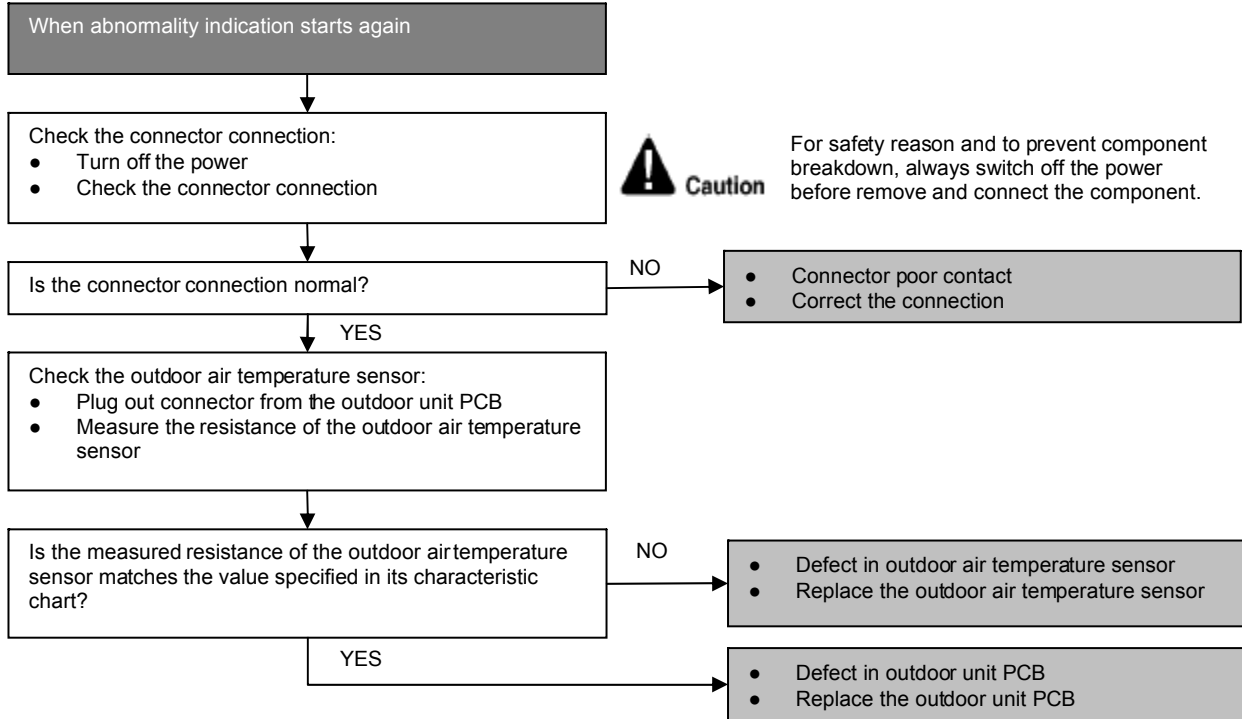 When abnormality indication starts again
Check the connector connection:
● Turn off the power
● Check the connector connection
Caution
For safety reason and to prevent component
breakdown, always switch off the power
before remove and connect the component.
Is the connector connection normal?
NO
● Connector poor contact
● Correct the connection
YES
Check the outdoor air temperature sensor:
● Plug out connector from the outdoor unit PCB
● Measure the resistance of the outdoor air temperature
sensor
Is the measured resistance of the outdoor air temperature
sensor matches the value specified in its characteristic
chart?
NO
● Defect in outdoor air temperature sensor
● Replace the outdoor air temperature sensor
YES
● Defect in outdoor unit PCB
● Replace the outdoor unit PCB